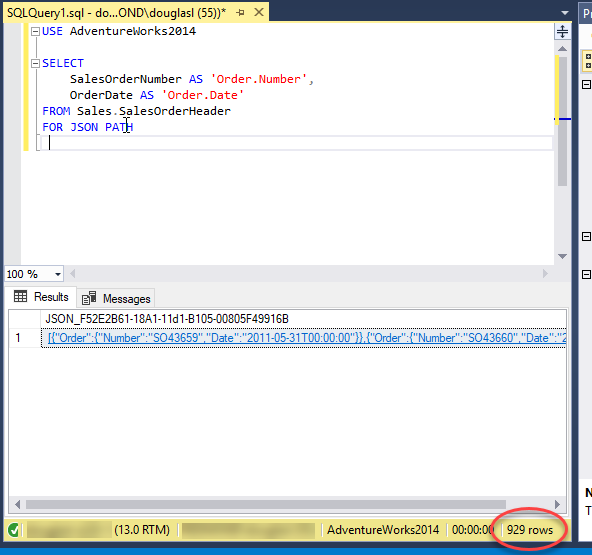 SQLQuery1.sql - do...OND\douglasl (55))*
Pr
USE AdventureWorks2014
SELECT
SalesOrderNumber AS 'Order.Number',
OrderDate AS 'Order.Date'
FROM Sales.SalesOrderHeader
FOR JSON PATH
100 %
Results Messages
JSON_F52E2B61-18A1-11d1-B105-00805F49916B
1 [{"Order":{"Number":"SO43659","Date":"2011-05-31T00:00:00"}},{"Order":{"Number":"SO43660","Date":"2
N
T
(13.0 RTM) AdventureWorks2014 00:00:00 929 rows